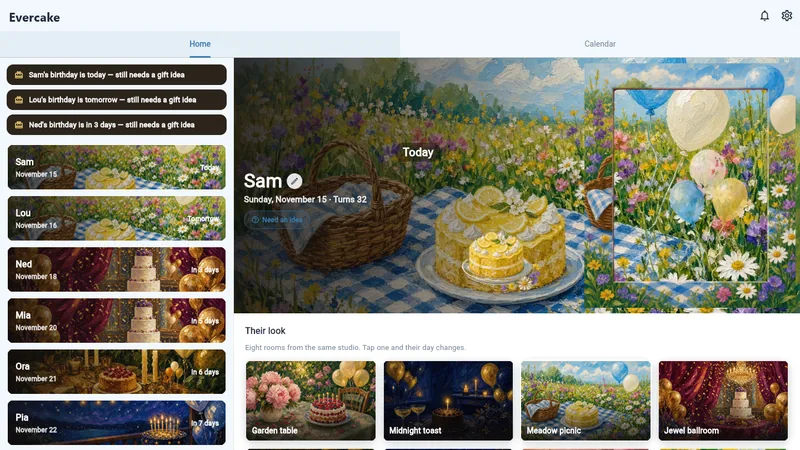 Evercake
Home
Calendar
Sam's birthday is today — still needs a gift idea
Lou's birthday is tomorrow — still needs a gift idea
Ned's birthday is in 3 days — still needs a gift idea
Sam
Today
November 15
Lou
Tomorrow
November 16
Ned
In 3 days
November 18
Mia
In 5 days
November 20
Ora
In 6 days
November 21
Pia
In 7 days
November 22
Today
Sam
Sunday, November 15 · Turns 32
Need an idea
Their look
Eight rooms from the same studio. Tap one and their day changes.
Garden table
Midnight toast
Meadow picnic
Jewel ballroom